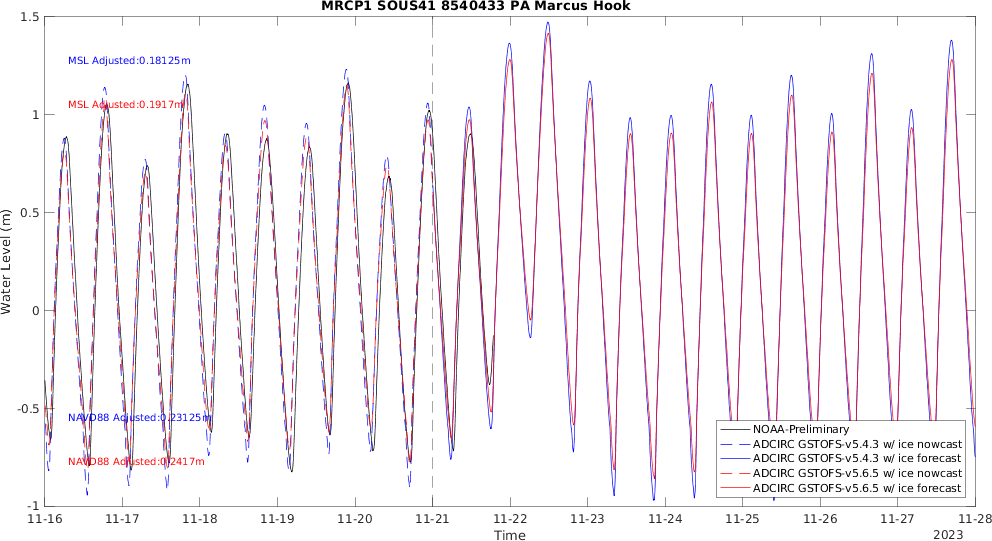 MRCP1 SOUS41 8540433 PA Marcus Hook
1.5
1
0.5
0
-0.5
-1
Water Level (m)
MSL Adjusted:0.18125m
MSL Adjusted:0.1917m
NAVD88 Adjusted:0.23125m
NAVD88 Adjusted:0.2417m
NOAA-Preliminary
ADCIRC GSTOFS-v5.4.3 w/ ice nowcast
ADCIRC GSTOFS-v5.4.3 w/ ice forecast
ADCIRC GSTOFS-v5.6.5 w/ ice nowcast
ADCIRC GSTOFS-v5.6.5 w/ ice forecast
11-16 11-17 11-18 11-19 11-20 11-21 11-22 11-23 11-24 11-25 11-26 11-27 11-28
Time
2023